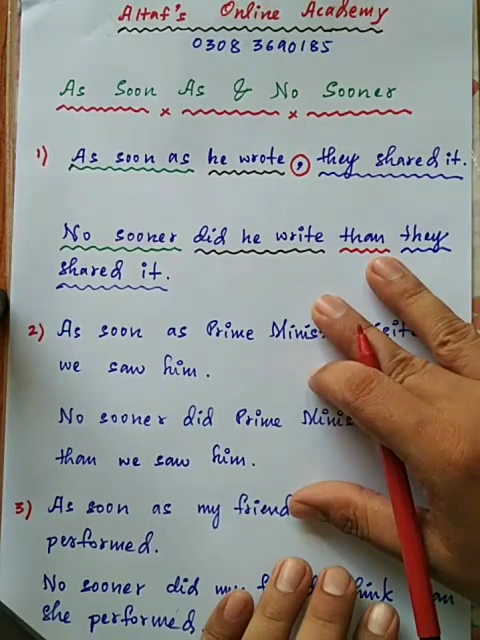 Altaf's Online Academy
0308 3690185
As Soon As & No Sooner
1) As soon as he wrote, they shared it.
No sooner did he write than they
shared it.
2) As soon as Prime
we saw him.
No sooner did Prime
than we saw him.
3) As soon as my friend
performed.
No sooner did
she performed.